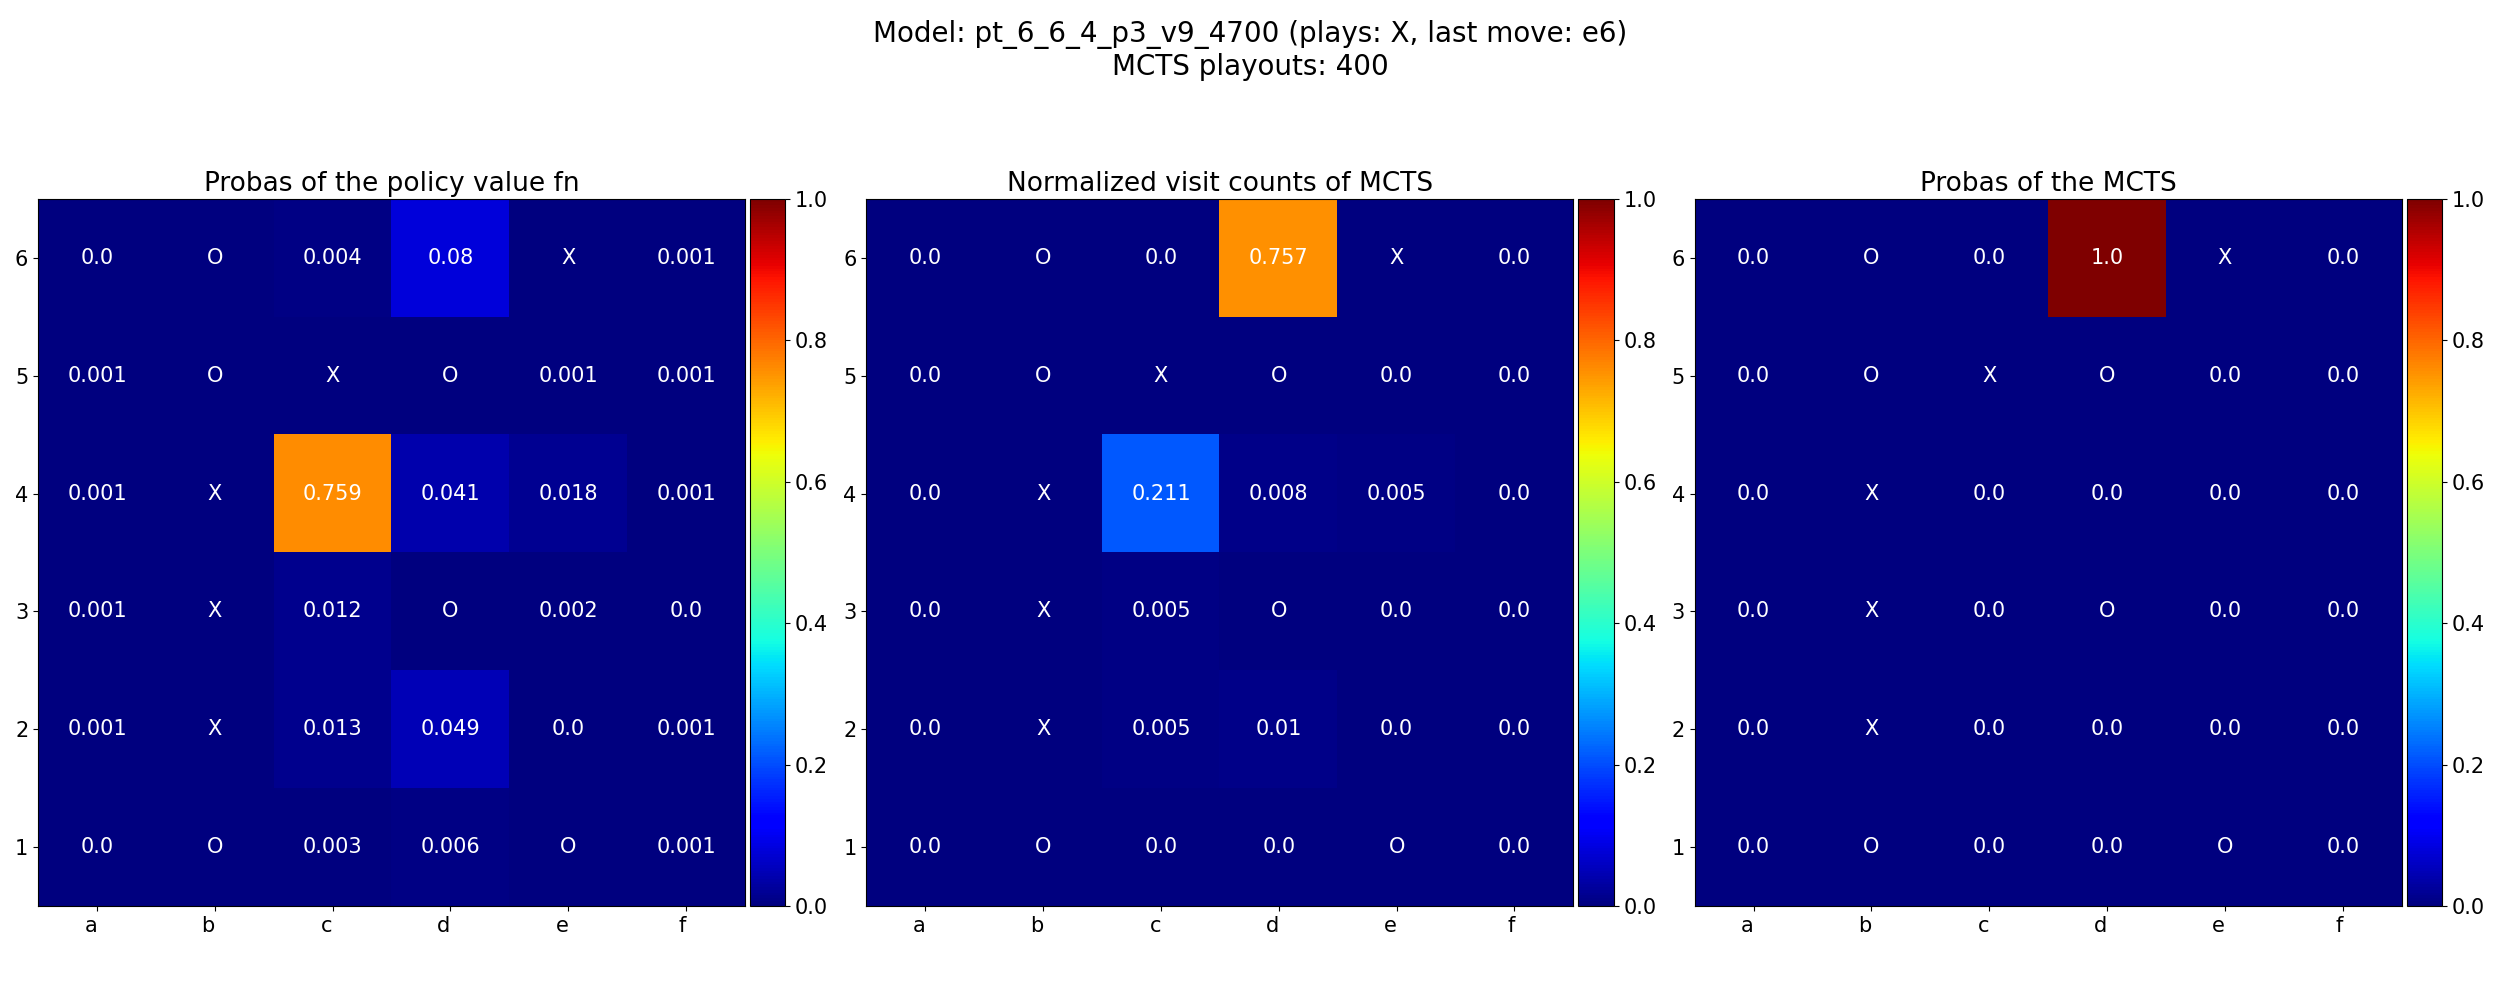 Model: pt_6_6_4_p3_v9_4700 (plays: X, last move: e6)
MCTS playouts: 400
Probas of the policy value fn
6 0.0 O 0.004 0.08 X 0.001
5 0.001 O X O 0.001 0.001
4 0.001 X 0.759 0.041 0.018 0.001
3 0.001 X 0.012 O 0.002 0.0
2 0.001 X 0.013 0.049 0.0 0.001
1 0.0 O 0.003 0.006 O 0.001
a b c d e f
1.0
0.8
0.6
0.4
0.2
0.0
Normalized visit counts of MCTS
6 0.0 O 0.0 0.757 X 0.0
5 0.0 O X O 0.0 0.0
4 0.0 X 0.211 0.008 0.005 0.0
3 0.0 X 0.005 O 0.0 0.0
2 0.0 X 0.005 0.01 0.0 0.0
1 0.0 O 0.0 0.0 O 0.0
a b c d e f
1.0
0.8
0.6
0.4
0.2
0.0
Probas of the MCTS
6 0.0 O 0.0 1.0 X 0.0
5 0.0 O X O 0.0 0.0
4 0.0 X 0.0 0.0 0.0 0.0
3 0.0 X 0.0 O 0.0 0.0
2 0.0 X 0.0 0.0 0.0 0.0
1 0.0 O 0.0 0.0 O 0.0
a b c d e f
1.0
0.8
0.6
0.4
0.2
0.0